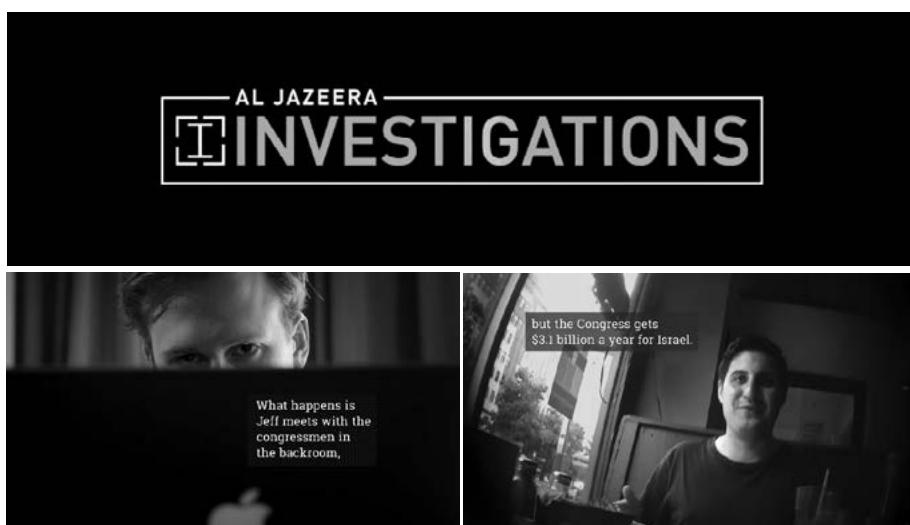 AL JAZEERA
INVESTIGATIONS
What happens is
Jeff meets with the
congressmen in
the backroom,
but the Congress gets
$3.1 billion a year for Israel.